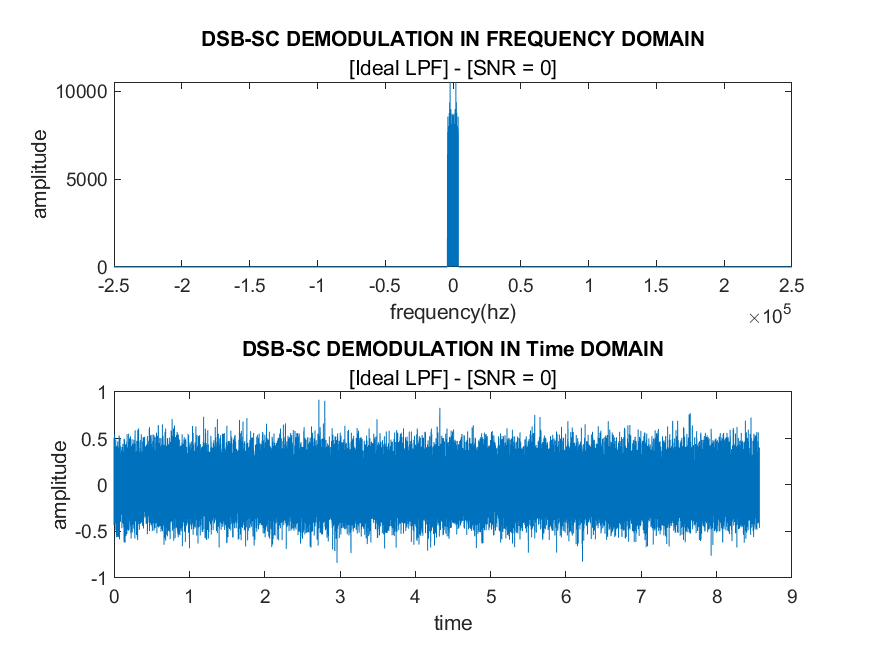 DSB-SC DEMODULATION IN FREQUENCY DOMAIN
[Ideal LPF] - [SNR = 0]
10000
5000
0
amplitude
-2.5 -2 -1.5 -1 -0.5 0 0.5 1 1.5 2 2.5
frequency(hz)
×10^5
DSB-SC DEMODULATION IN Time DOMAIN
[Ideal LPF] - [SNR = 0]
1
0.5
0
-0.5
-1
amplitude
0 1 2 3 4 5 6 7 8 9
time